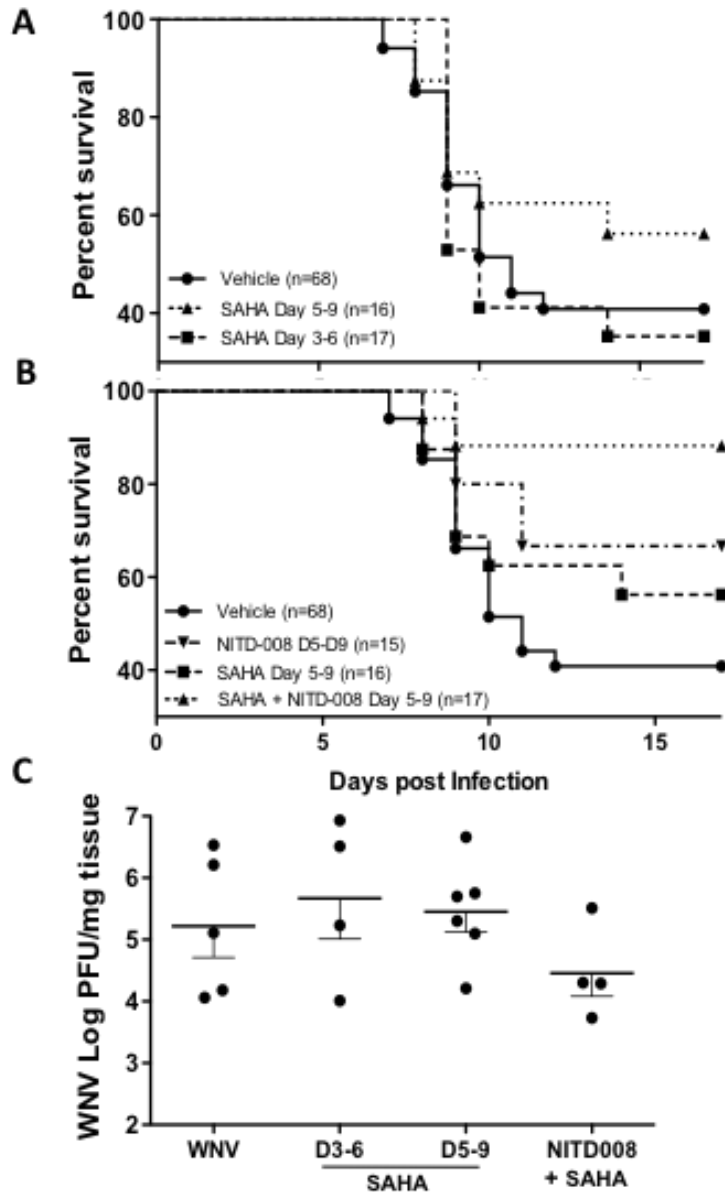 A
Percent survival
100
80
60
40
Vehicle (n=68)
SAHA Day 5-9 (n=16)
SAHA Day 3-6 (n=17)
B
Percent survival
100
80
60
40
Vehicle (n=68)
NITD-008 D5-D9 (n=15)
SAHA Day 5-9 (n=16)
SAHA + NITD-008 Day 5-9 (n=17)
0 5 10 15
Days post Infection
C
WNV Log PFU/mg tissue
7
6
5
4
3
2
WNV D3-6 D5-9 NITD008
SAHA + SAHA